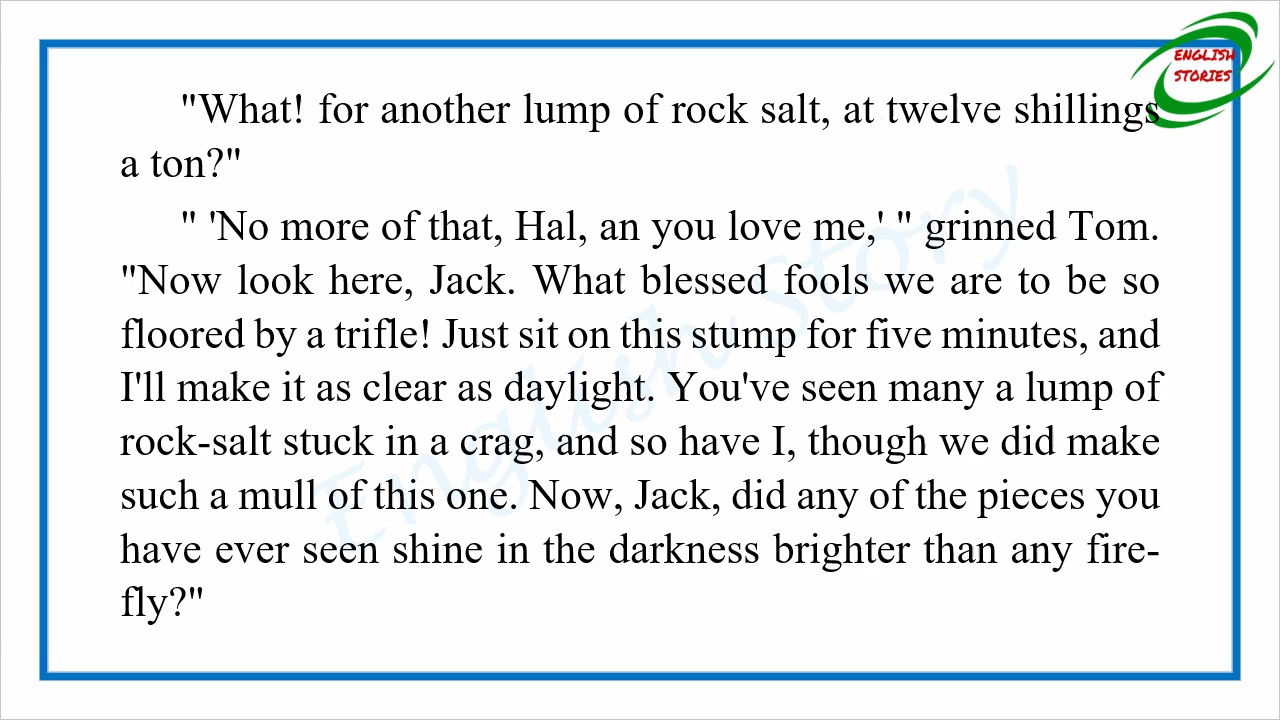 ENGLISH
STORIES
"What! for another lump of rock salt, at twelve shillings
a ton?"
" 'No more of that, Hal, an you love me,' " grinned Tom.
"Now look here, Jack. What blessed fools we are to be so
floored by a trifle! Just sit on this stump for five minutes, and
I'll make it as clear as daylight. You've seen many a lump of
rock-salt stuck in a crag, and so have I, though we did make
such a mull of this one. Now, Jack, did any of the pieces you
have ever seen shine in the darkness brighter than any fire-
fly?"
English Story